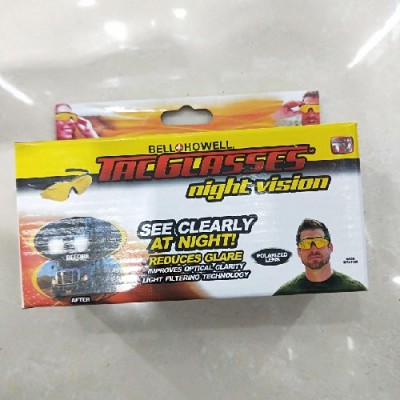 BELL+HOWELL
TACGLASSES
night vision
SEE CLEARLY
AT NIGHT!
REDUCES GLARE
IMPROVES OPTICAL CLARITY
LIGHT FILTERING TECHNOLOGY
BEFORE
AFTER
POLARIZED
LENS